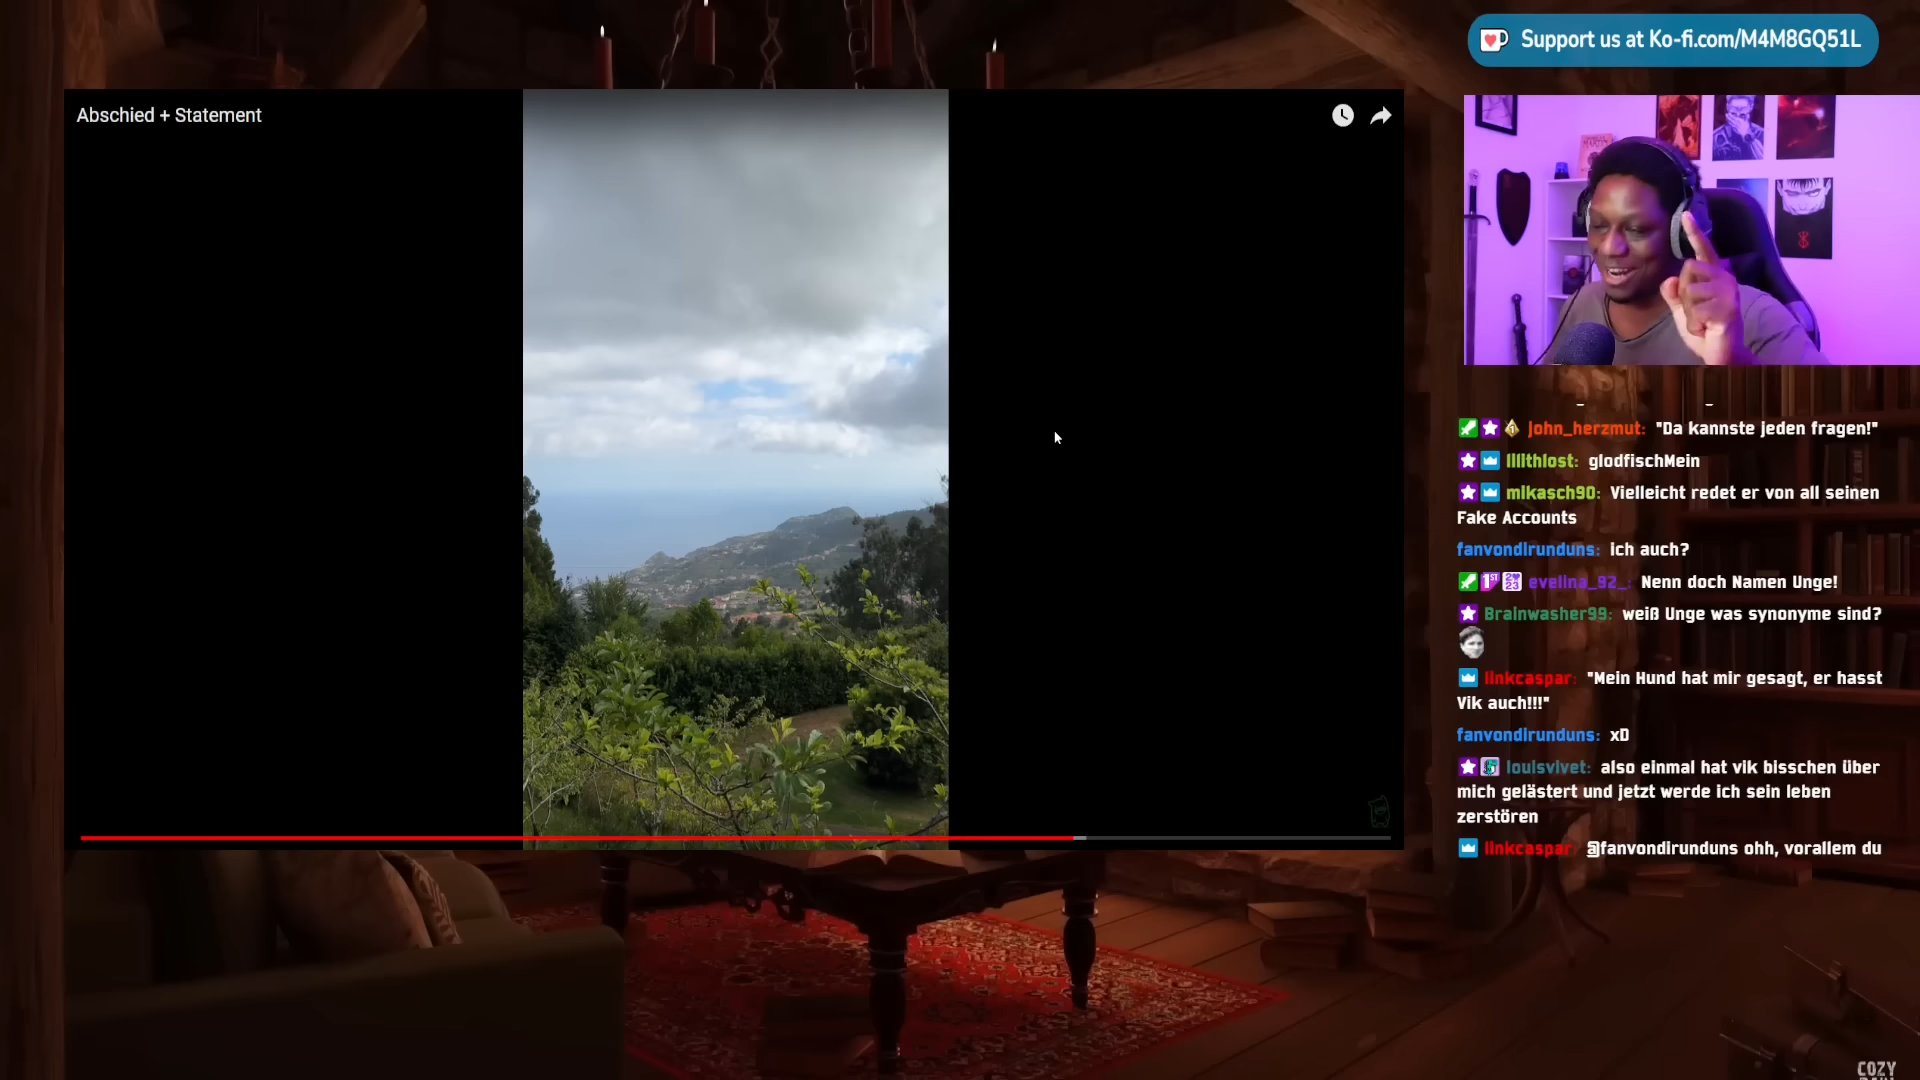 Support us at Ko-fi.com/M4M8GQ51L
Abschied + Statement
john_herzmut: "Da kannste jeden fragen!"
lilithlost: glodfischMein
mikasch90: Vielleicht redet er von all seinen
Fake Accounts
fanvondirunduns: ich auch?
evelina_92_: Nenn doch Namen Unge!
Brainwasher99: weiß Unge was synonyme sind?
linkcaspar: "Mein Hund hat mir gesagt, er hasst
Vik auch!!!"
fanvondirunduns: xD
louisvivet: also einmal hat vik bisschen über
mich gelästert und jetzt werde ich sein leben
zerstören
linkcaspar: @fanvondirunduns ohh, vorallem du
COZY